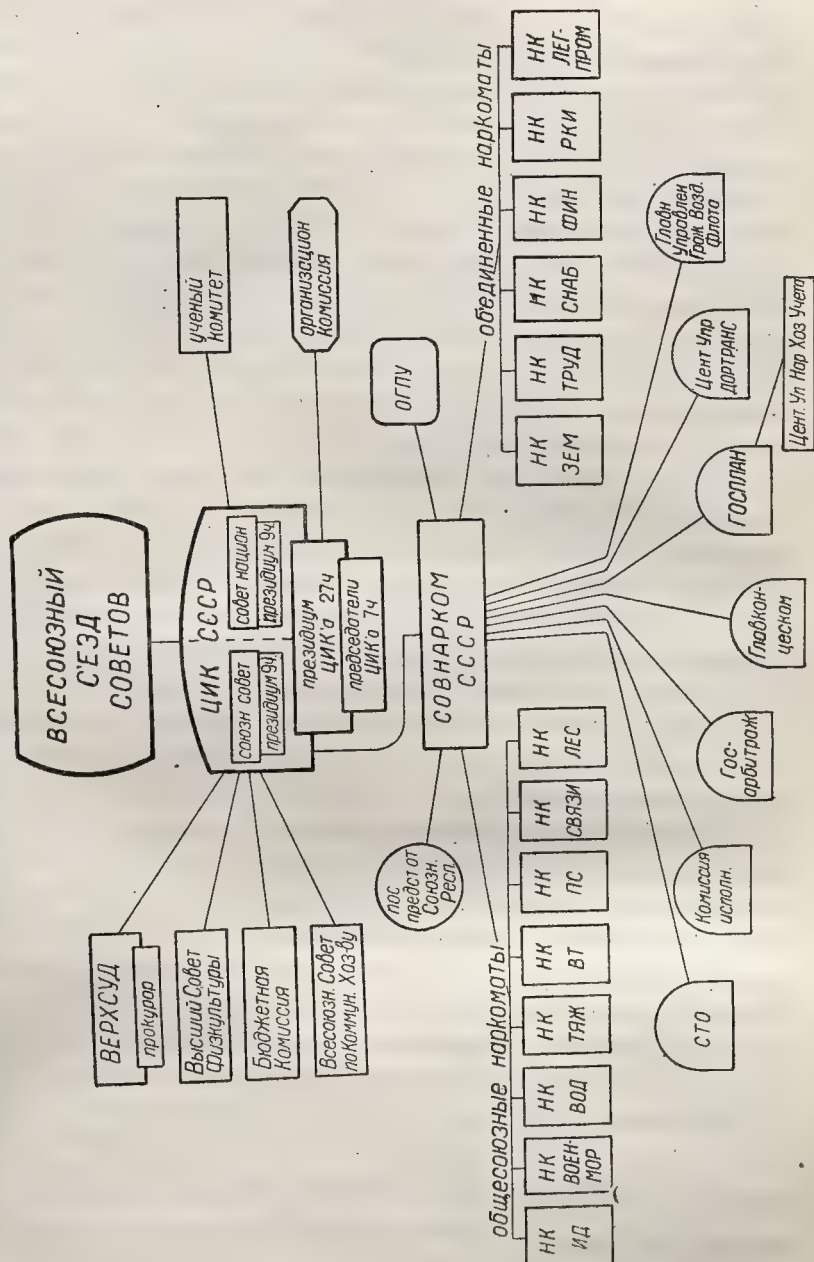 ВСЕСОЮЗНЫЙ
С'ЕЗД
СОВЕТОВ
ЦИК СССР
союзн совет
президиум 9ч.
совет национ
президиум 9ч.
президиум
ЦИК'а 27ч
председатели
ЦИК'а 7ч
ВЕРХСУД
прокурор
Высший Совет
Физкультуры
Бюджетная
Комиссия
Всесоюзн. Совет
по Коммун. Хоз-ву
ученый
комитет
организацион
Комиссия
СОВНАРКОМ
СССР
пос
предст от
Союзн.
Респ.
ОГПУ
общесоюзные наркоматы
НК
ИД
НК
ВОЕН-
МОР
НК
ВОД
НК
ТЯЖ
НК
ВТ
НК
ПС
НК
СВЯЗИ
НК
ЛЕС
обединенные наркоматы
НК
ЗЕМ
НК
ТРУД
НК
СНАБ
НК
ФИН
НК
РКИ
НК
ЛЕГ-
ПРОМ
СТО
Комиссия
исполн.
Гос-
арбитраж
Главкон-
цеском
ГОСПЛАН
Цент Упр
ДОРТРАНС
Главн
Управлен
Граж. Возд.
Флота
Цент. Уп Нар Хоз Учета